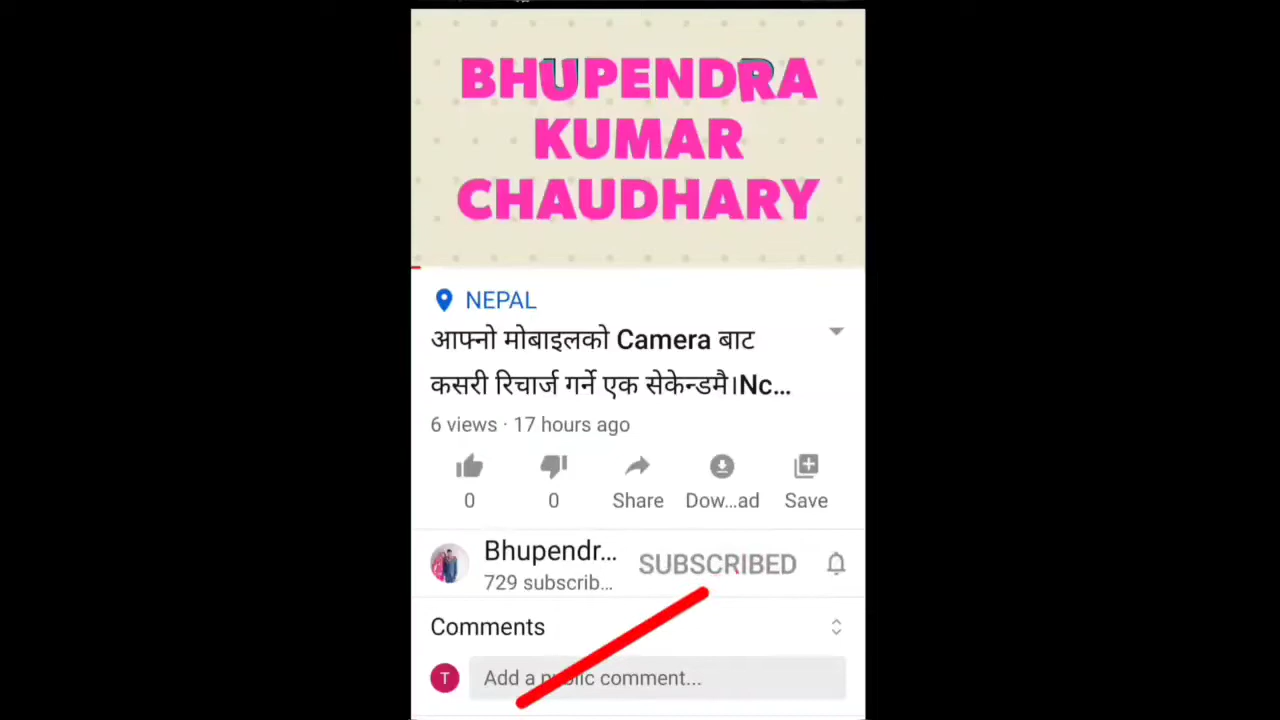 BHUPENDRA
KUMAR
CHAUDHARY
NEPAL
आफ्नो मोबाइलको Camera बाट
कसरी रिचार्ज गर्ने एक सेकेन्डमै।Nc...
6 views · 17 hours ago
0 0 Share Dow...ad Save
Bhupendr... SUBSCRIBED
729 subscrib...
Comments
T Add a public comment...